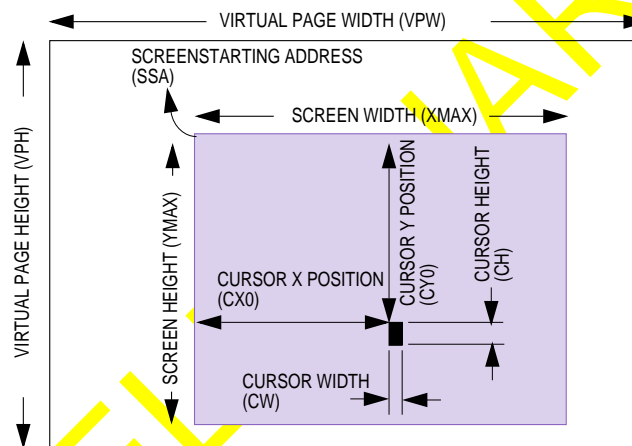 VIRTUAL PAGE WIDTH (VPW)
SCREENSTARTING ADDRESS
(SSA)
SCREEN WIDTH (XMAX)
VIRTUAL PAGE HEIGHT (VPH)
SCREEN HEIGHT (YMAX)
CURSOR Y POSITION
(CY0)
CURSOR HEIGHT
(CH)
CURSOR X POSITION
(CX0)
CURSOR WIDTH
(CW)